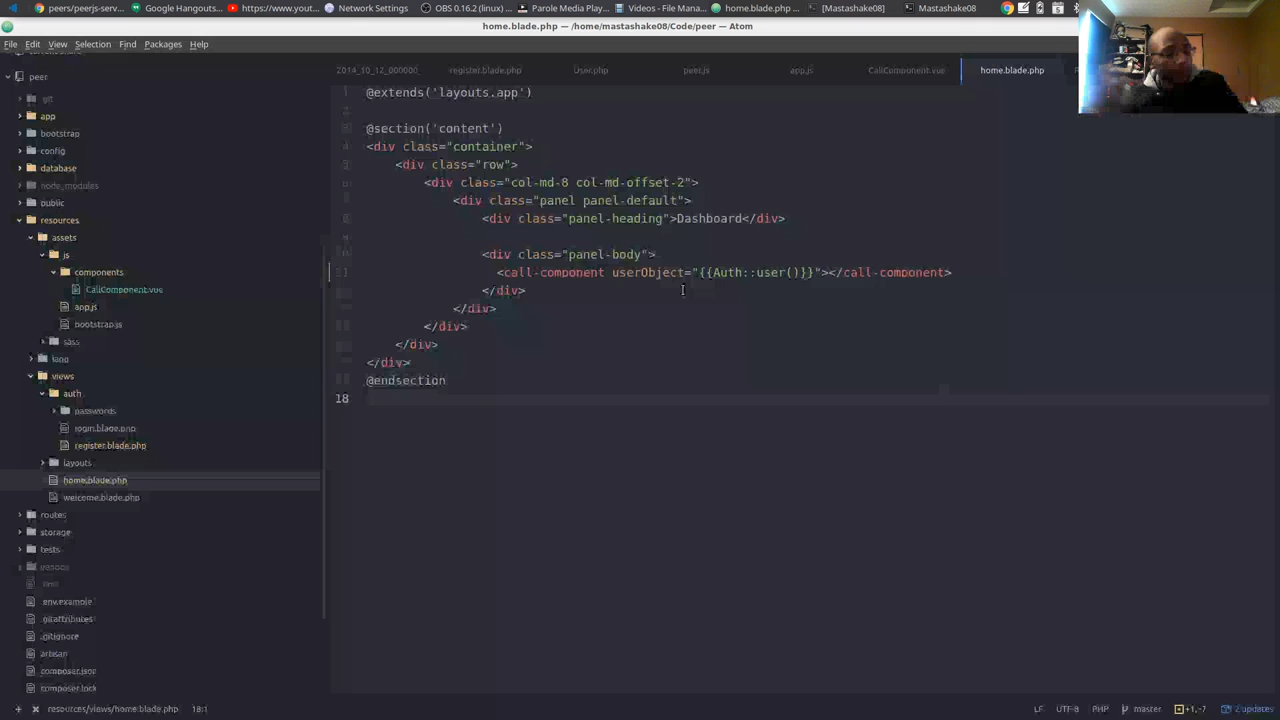 peers/peerjs-serv...
Google Hangouts...
https://www.yout...
Network Settings
OBS 0.16.2 (linux)...
Parole Media Play...
Videos - File Mana...
home.blade.php ...
[Mastashake08]
Mastashake08
home.blade.php — /home/mastashake08/Code/peer — Atom
File Edit View Selection Find Packages Help
peer
.git
app
bootstrap
config
database
node_modules
public
resources
assets
js
components
CallComponent.vue
app.js
bootstrap.js
sass
lang
views
auth
passwords
login.blade.php
register.blade.php
layouts
home.blade.php
welcome.blade.php
routes
storage
tests
vendor
.env.example
.gitattributes
.gitignore
artisan
composer.json
composer.lock
2014_10_12_000000 register.blade.php User.php peer.js app.js CallComponent.vue home.blade.php
@extends('layouts.app')
@section('content')
<div class="container">
<div class="row">
<div class="col-md-8 col-md-offset-2">
<div class="panel panel-default">
<div class="panel-heading">Dashboard</div>
<div class="panel-body">
<call-component userObject="{{Auth::user()}}"></call-component>
</div>
</div>
</div>
</div>
</div>
@endsection
18
resources/views/home.blade.php 18:1
LF UTF-8 PHP master +1, -7 2 updates